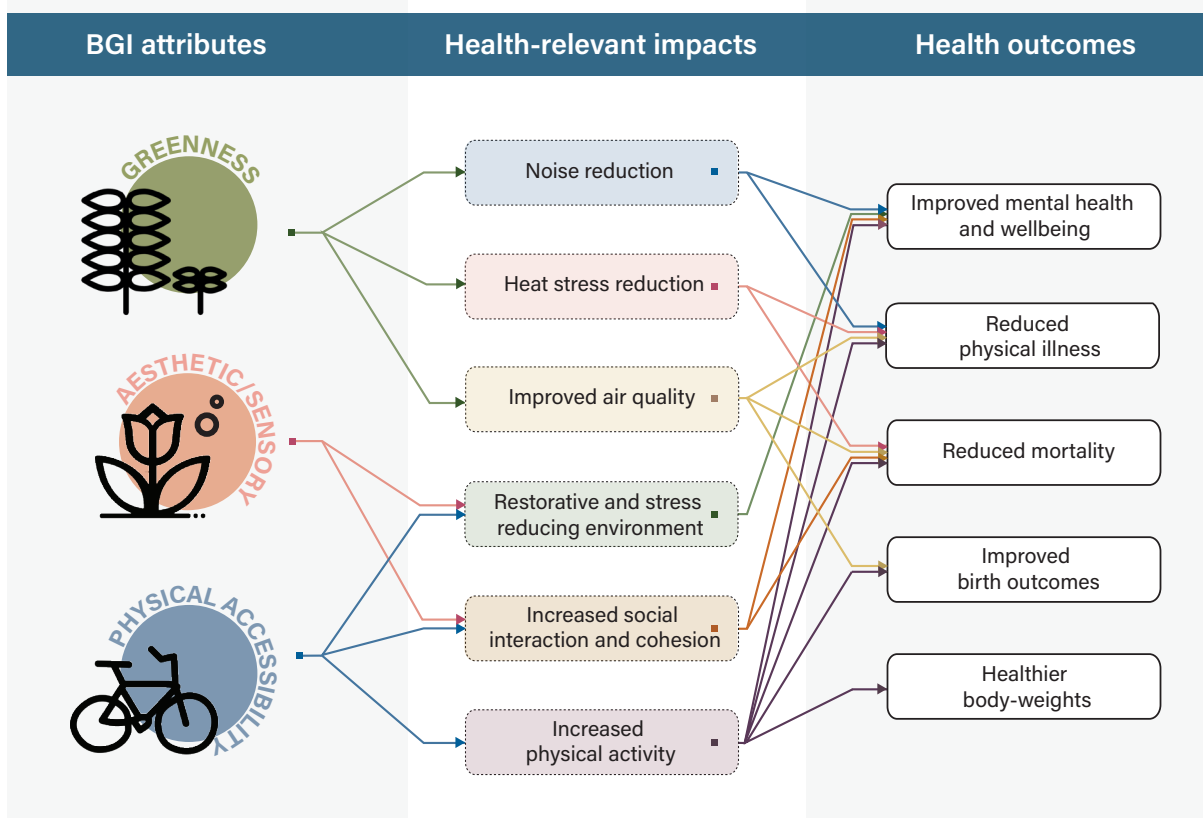 BGI attributes
Health-relevant impacts
Health outcomes
GREENNESS
AESTHETIC/SENSORY
PHYSICAL ACCESSIBILITY
Noise reduction
Heat stress reduction
Improved air quality
Restorative and stress
reducing environment
Increased social
interaction and cohesion
Increased
physical activity
Improved mental health
and wellbeing
Reduced
physical illness
Reduced mortality
Improved
birth outcomes
Healthier
body-weights